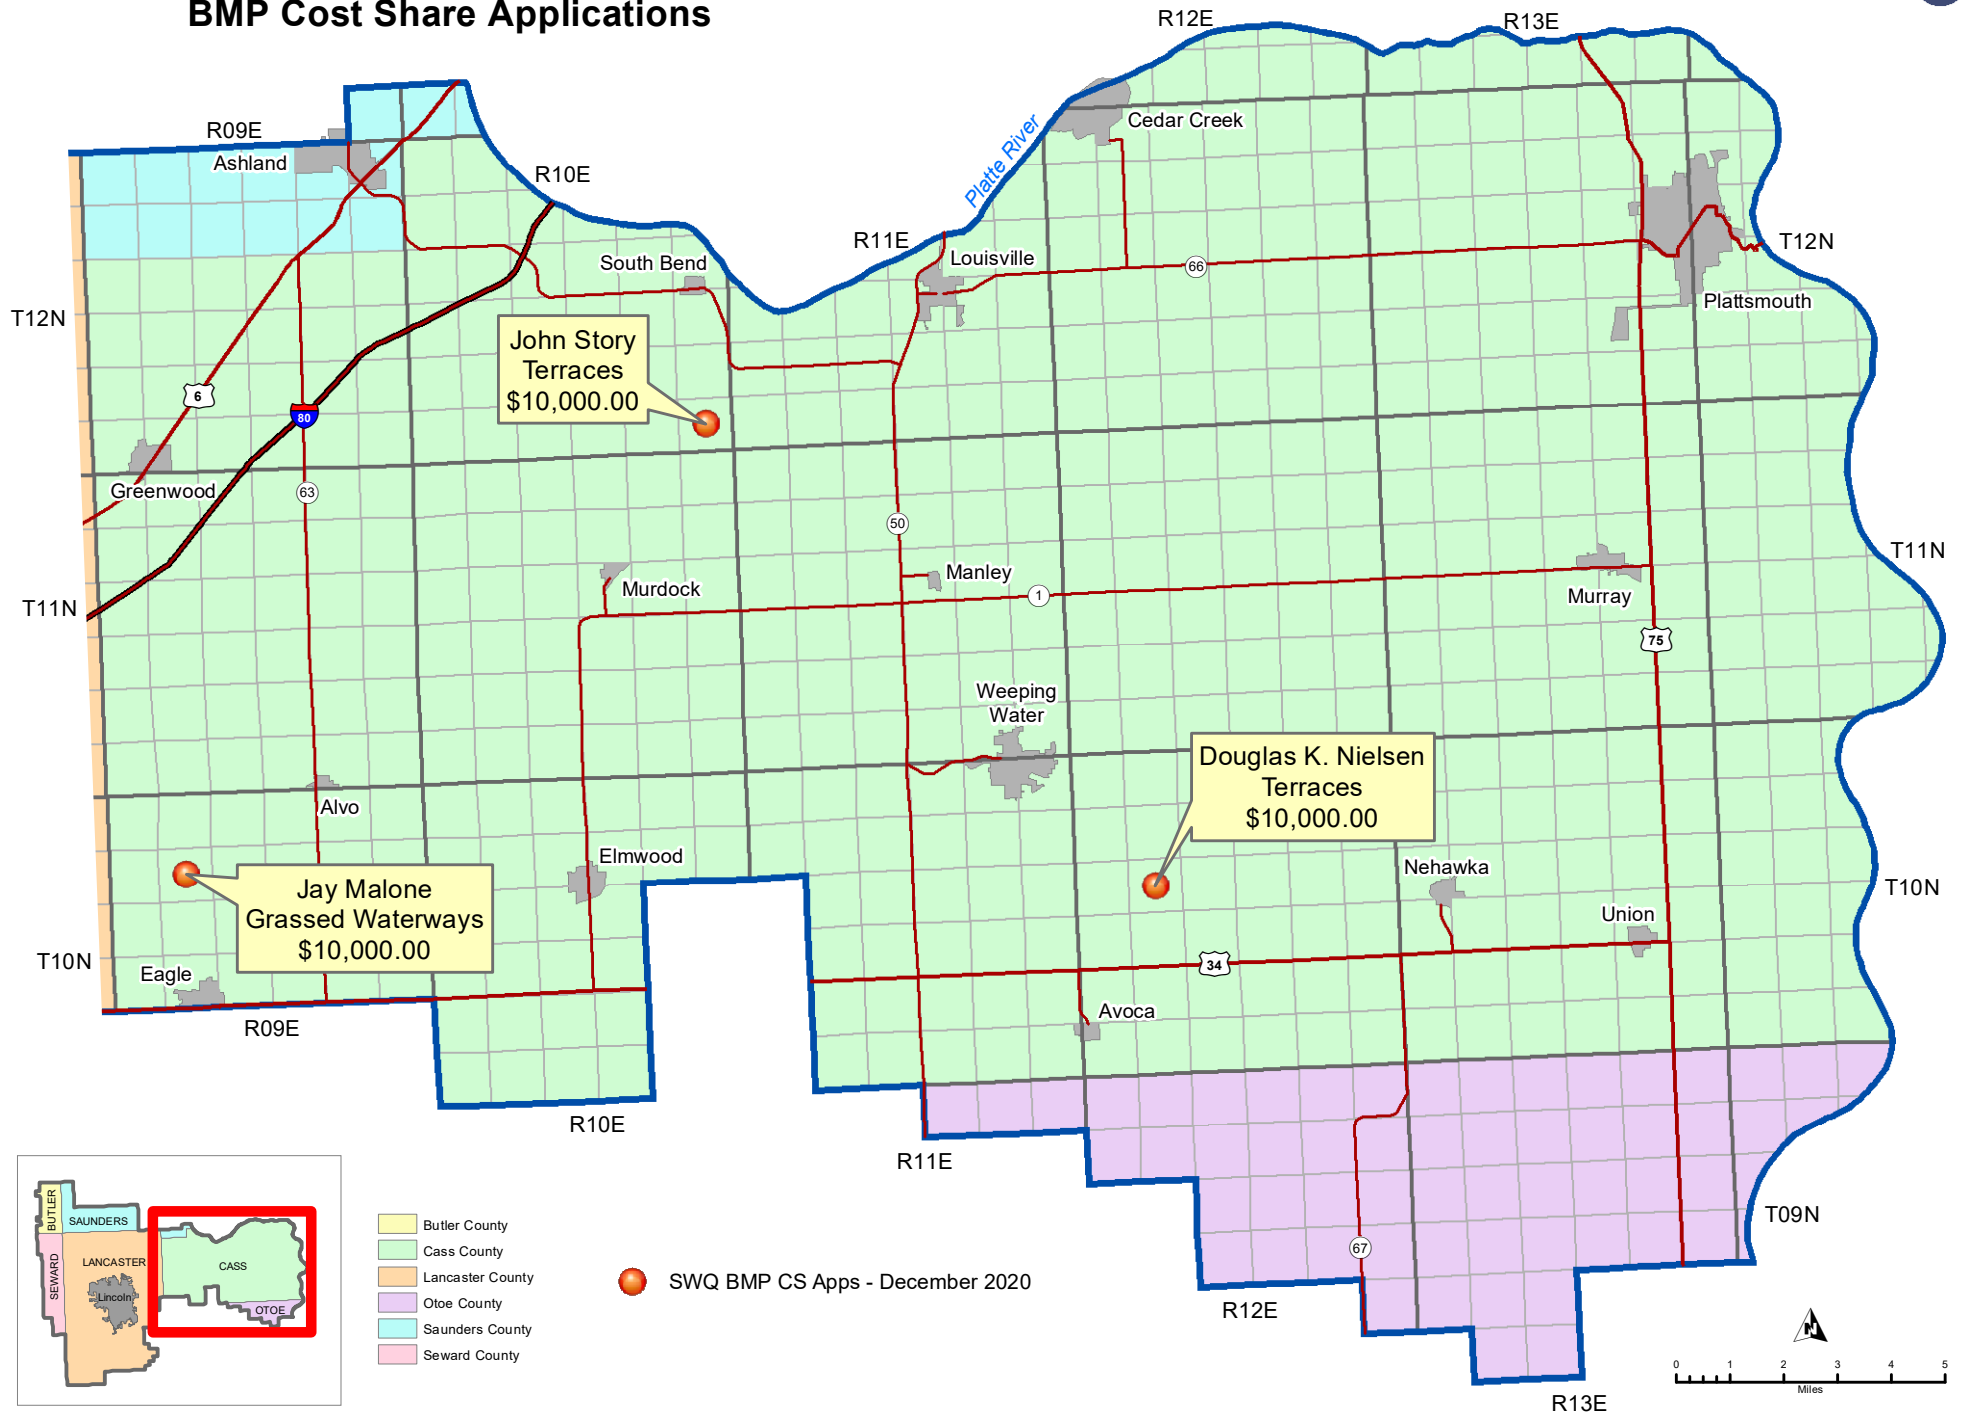 BMP Cost Share Applications
R12E
R13E
R09E
Ashland
R10E
Platte River
Cedar Creek
R11E
Louisville
66
T12N
South Bend
Plattsmouth
T12N
John Story
Terraces
$10,000.00
6
80
Greenwood
63
50
T11N
Murdock
Manley
1
Murray
T11N
75
Weeping
Water
Douglas K. Nielsen
Terraces
$10,000.00
Alvo
Elmwood
Nehawka
T10N
Jay Malone
Grassed Waterways
$10,000.00
Union
T10N
Eagle
34
R09E
Avoca
R10E
R11E
T09N
67
R12E
R13E
BUTLER
SAUNDERS
SEWARD
LANCASTER
Lincoln
CASS
OTOE
Butler County
Cass County
Lancaster County
Otoe County
Saunders County
Seward County
SWQ BMP CS Apps - December 2020
N
0 1 2 3 4 5
Miles